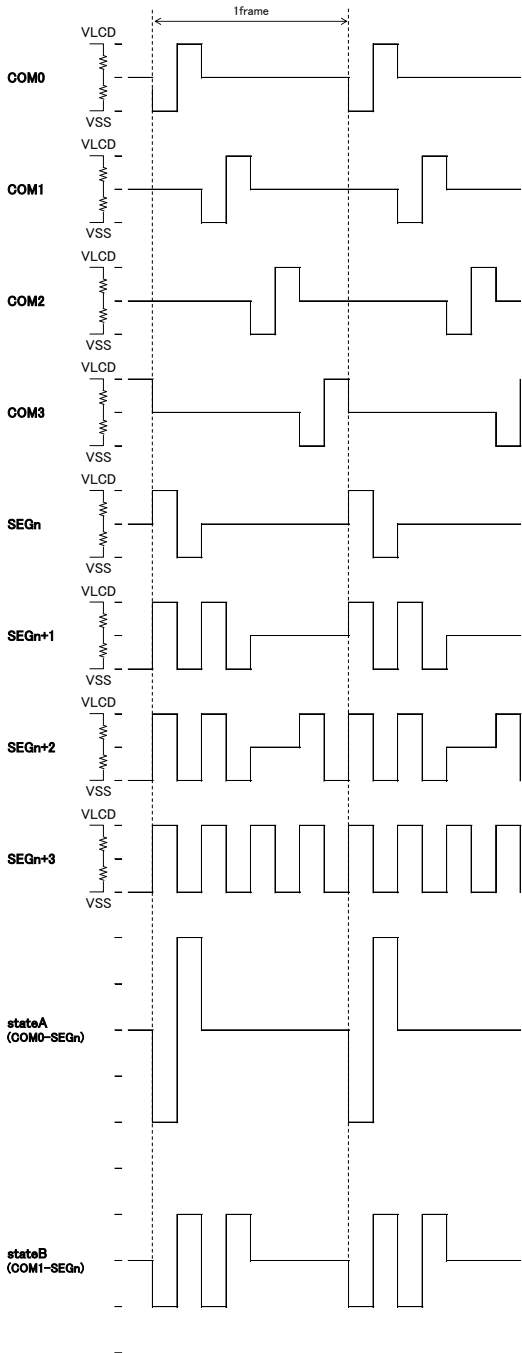 1frame
VLCD
COM0
VSS
VLCD
COM1
VSS
VLCD
COM2
VSS
VLCD
COM3
VSS
VLCD
SEGn
VSS
VLCD
SEGn+1
VSS
VLCD
SEGn+2
VSS
VLCD
SEGn+3
VSS
stateA
(COM0-SEGn)
stateB
(COM1-SEGn)